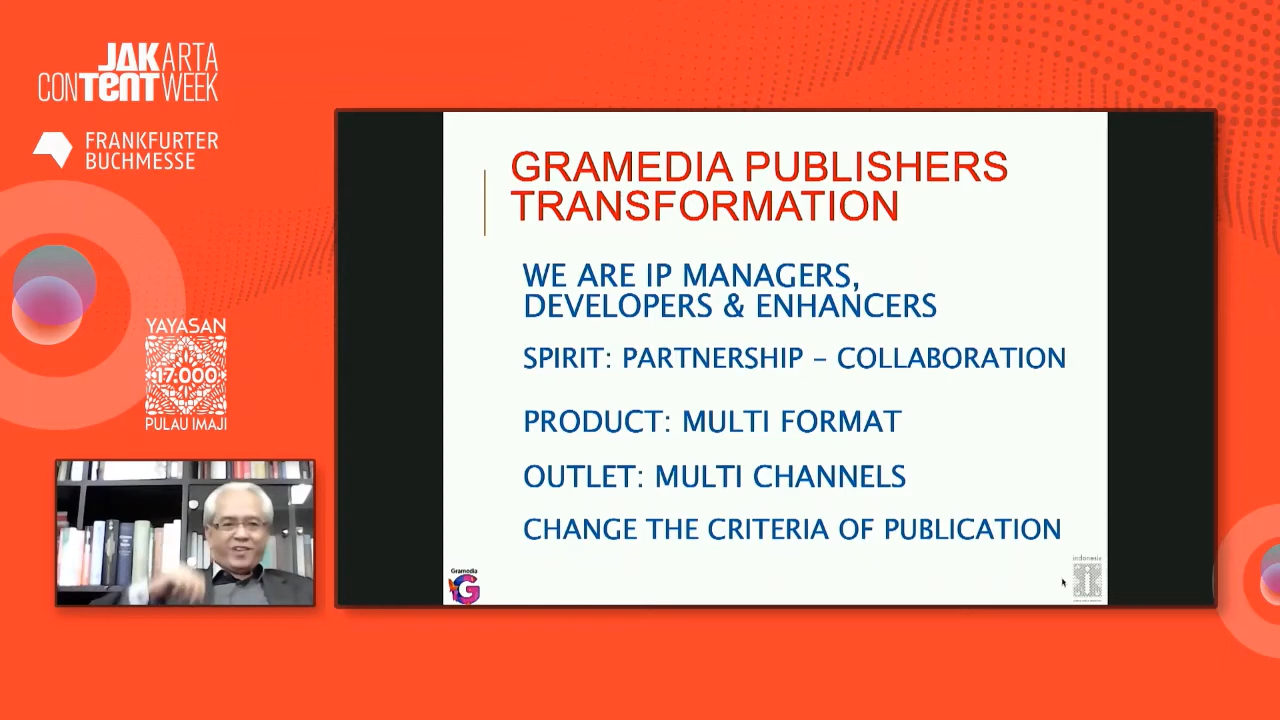 JAKARTA
CONTENT WEEK
FRANKFURTER
BUCHMESSE
YAYASAN
17.000
PULAU IMAJI
GRAMEDIA PUBLISHERS
TRANSFORMATION
WE ARE IP MANAGERS,
DEVELOPERS & ENHANCERS
SPIRIT: PARTNERSHIP – COLLABORATION
PRODUCT: MULTI FORMAT
OUTLET: MULTI CHANNELS
CHANGE THE CRITERIA OF PUBLICATION
Gramedia
G
indonesia
i